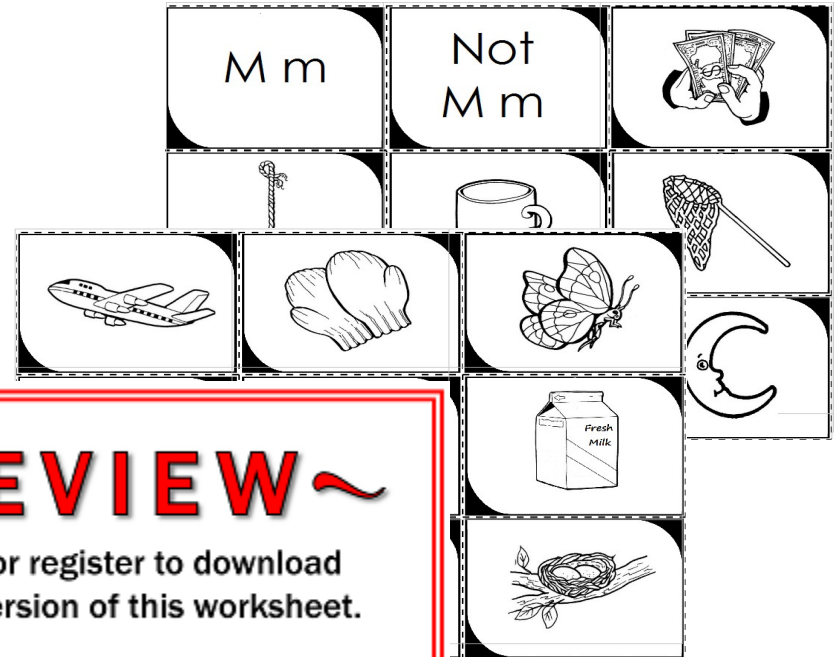 M m
Not
M m
Fresh
Milk
EVIEW~
or register to download
ersion of this worksheet.